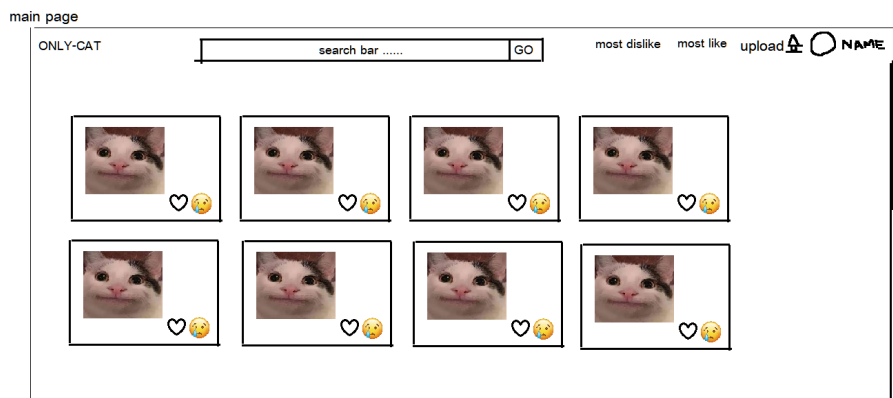 main page
ONLY-CAT
search bar ......
GO
most dislike
most like
upload
NAME